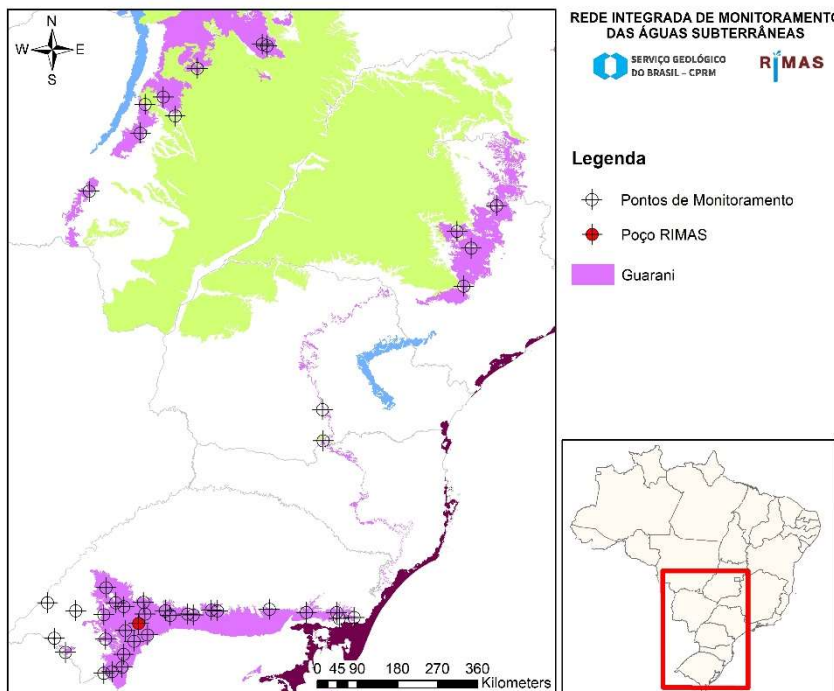 N
W E
S
REDE INTEGRADA DE MONITORAMENTO
DAS ÁGUAS SUBTERRÂNEAS
SERVIÇO GEOLÓGICO
DO BRASIL – CPRM
RIMAS
Legenda
Pontos de Monitoramento
Poço RIMAS
Guarani
0 45 90 180 270 360
Kilometers